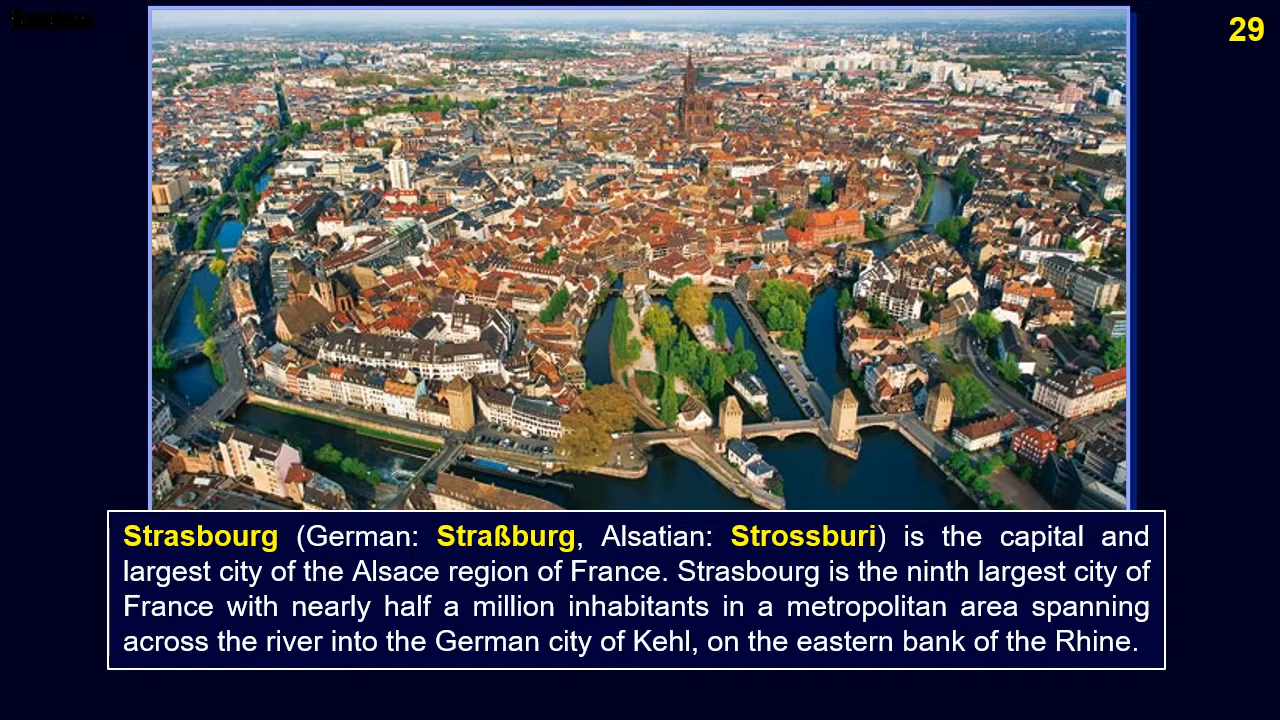 29
Strasbourg (German: Straßburg, Alsatian: Strossburi) is the capital and
largest city of the Alsace region of France. Strasbourg is the ninth largest city of
France with nearly half a million inhabitants in a metropolitan area spanning
across the river into the German city of Kehl, on the eastern bank of the Rhine.